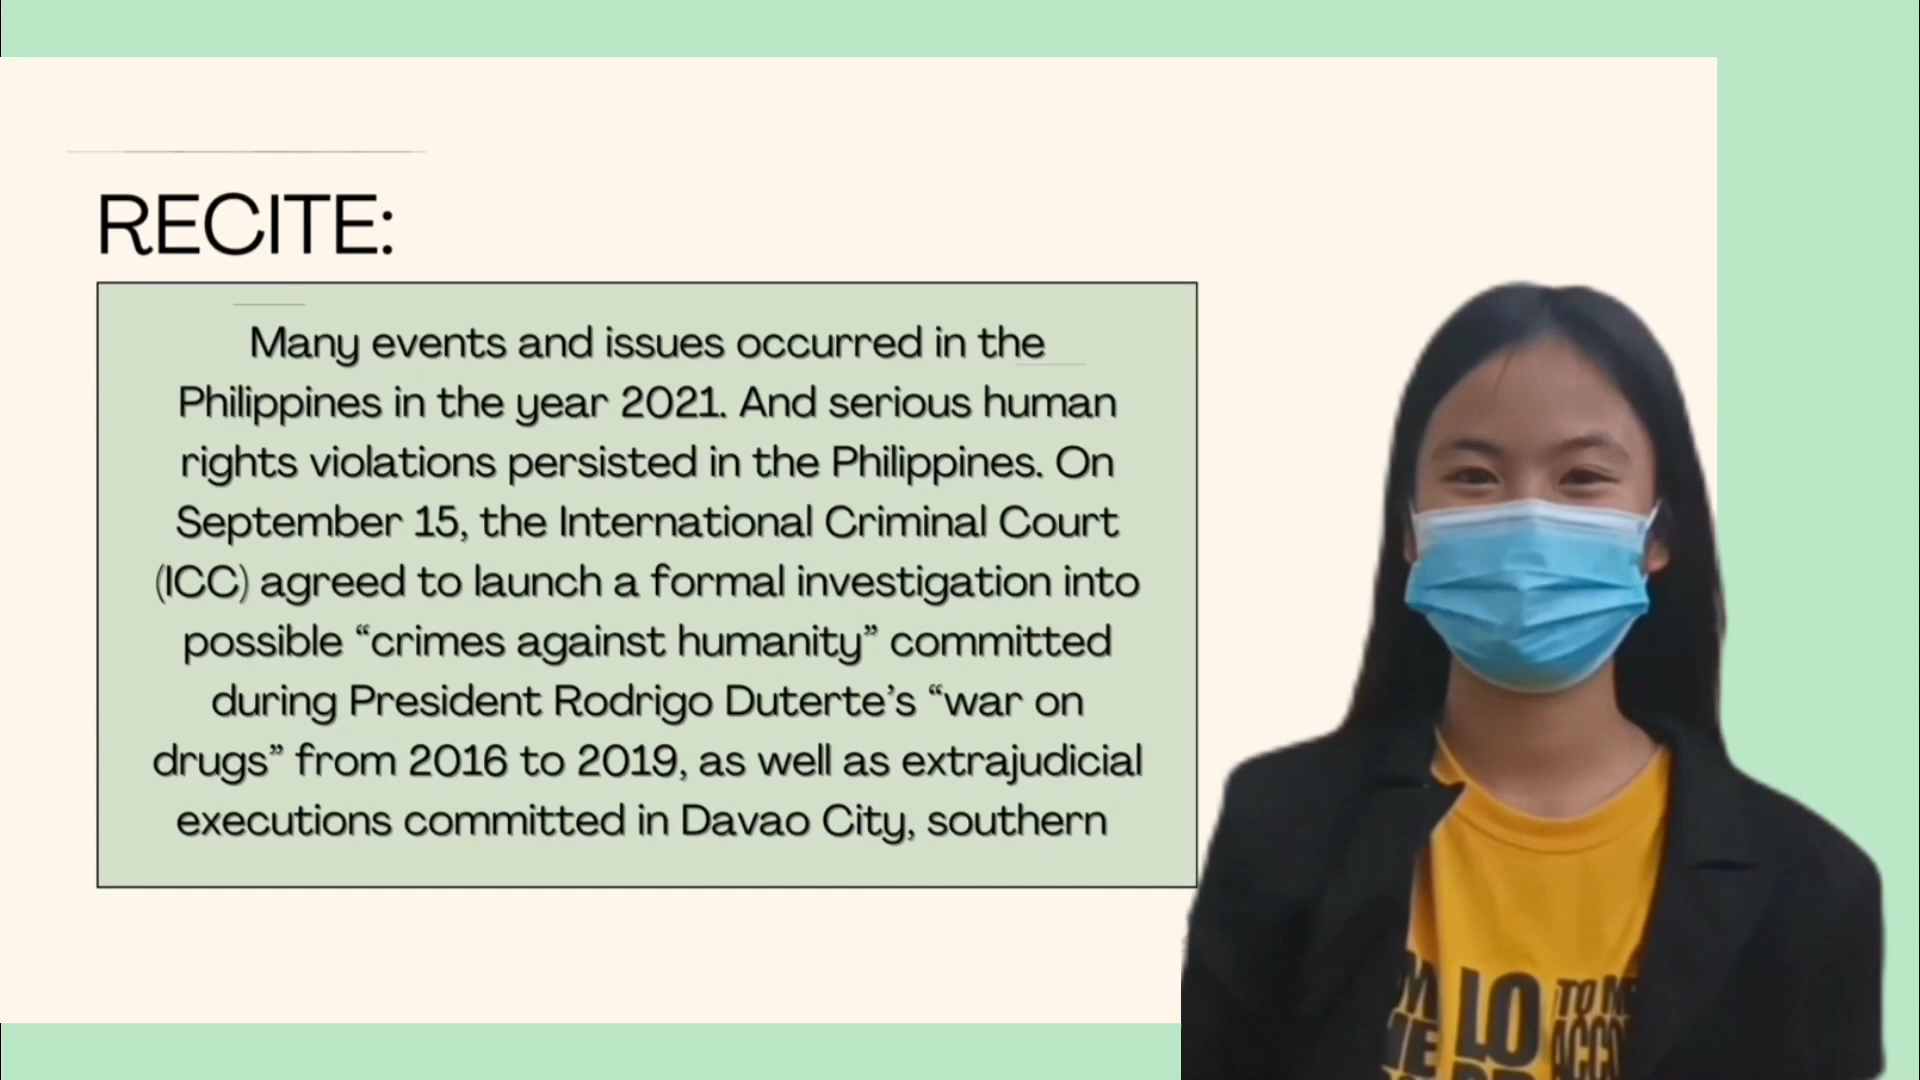 RECITE:
Many events and issues occurred in the
Philippines in the year 2021. And serious human
rights violations persisted in the Philippines. On
September 15, the International Criminal Court
(ICC) agreed to launch a formal investigation into
possible “crimes against humanity” committed
during President Rodrigo Duterte’s “war on
drugs” from 2016 to 2019, as well as extrajudicial
executions committed in Davao City, southern
LO
TO